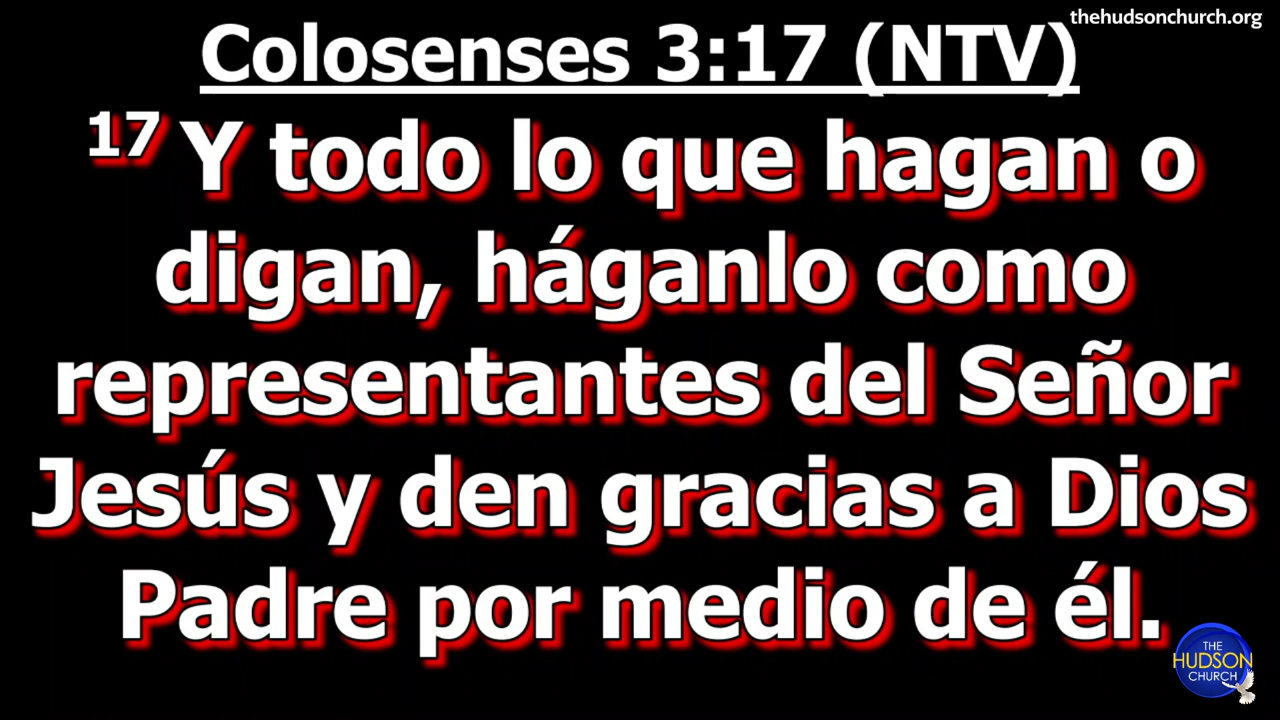 thehudsonchurch.org
Colosenses 3:17 (NTV)
17 Y todo lo que hagan o
digan, háganlo como
representantes del Señor
Jesús y den gracias a Dios
Padre por medio de él.
THE
HUDSON
CHURCH